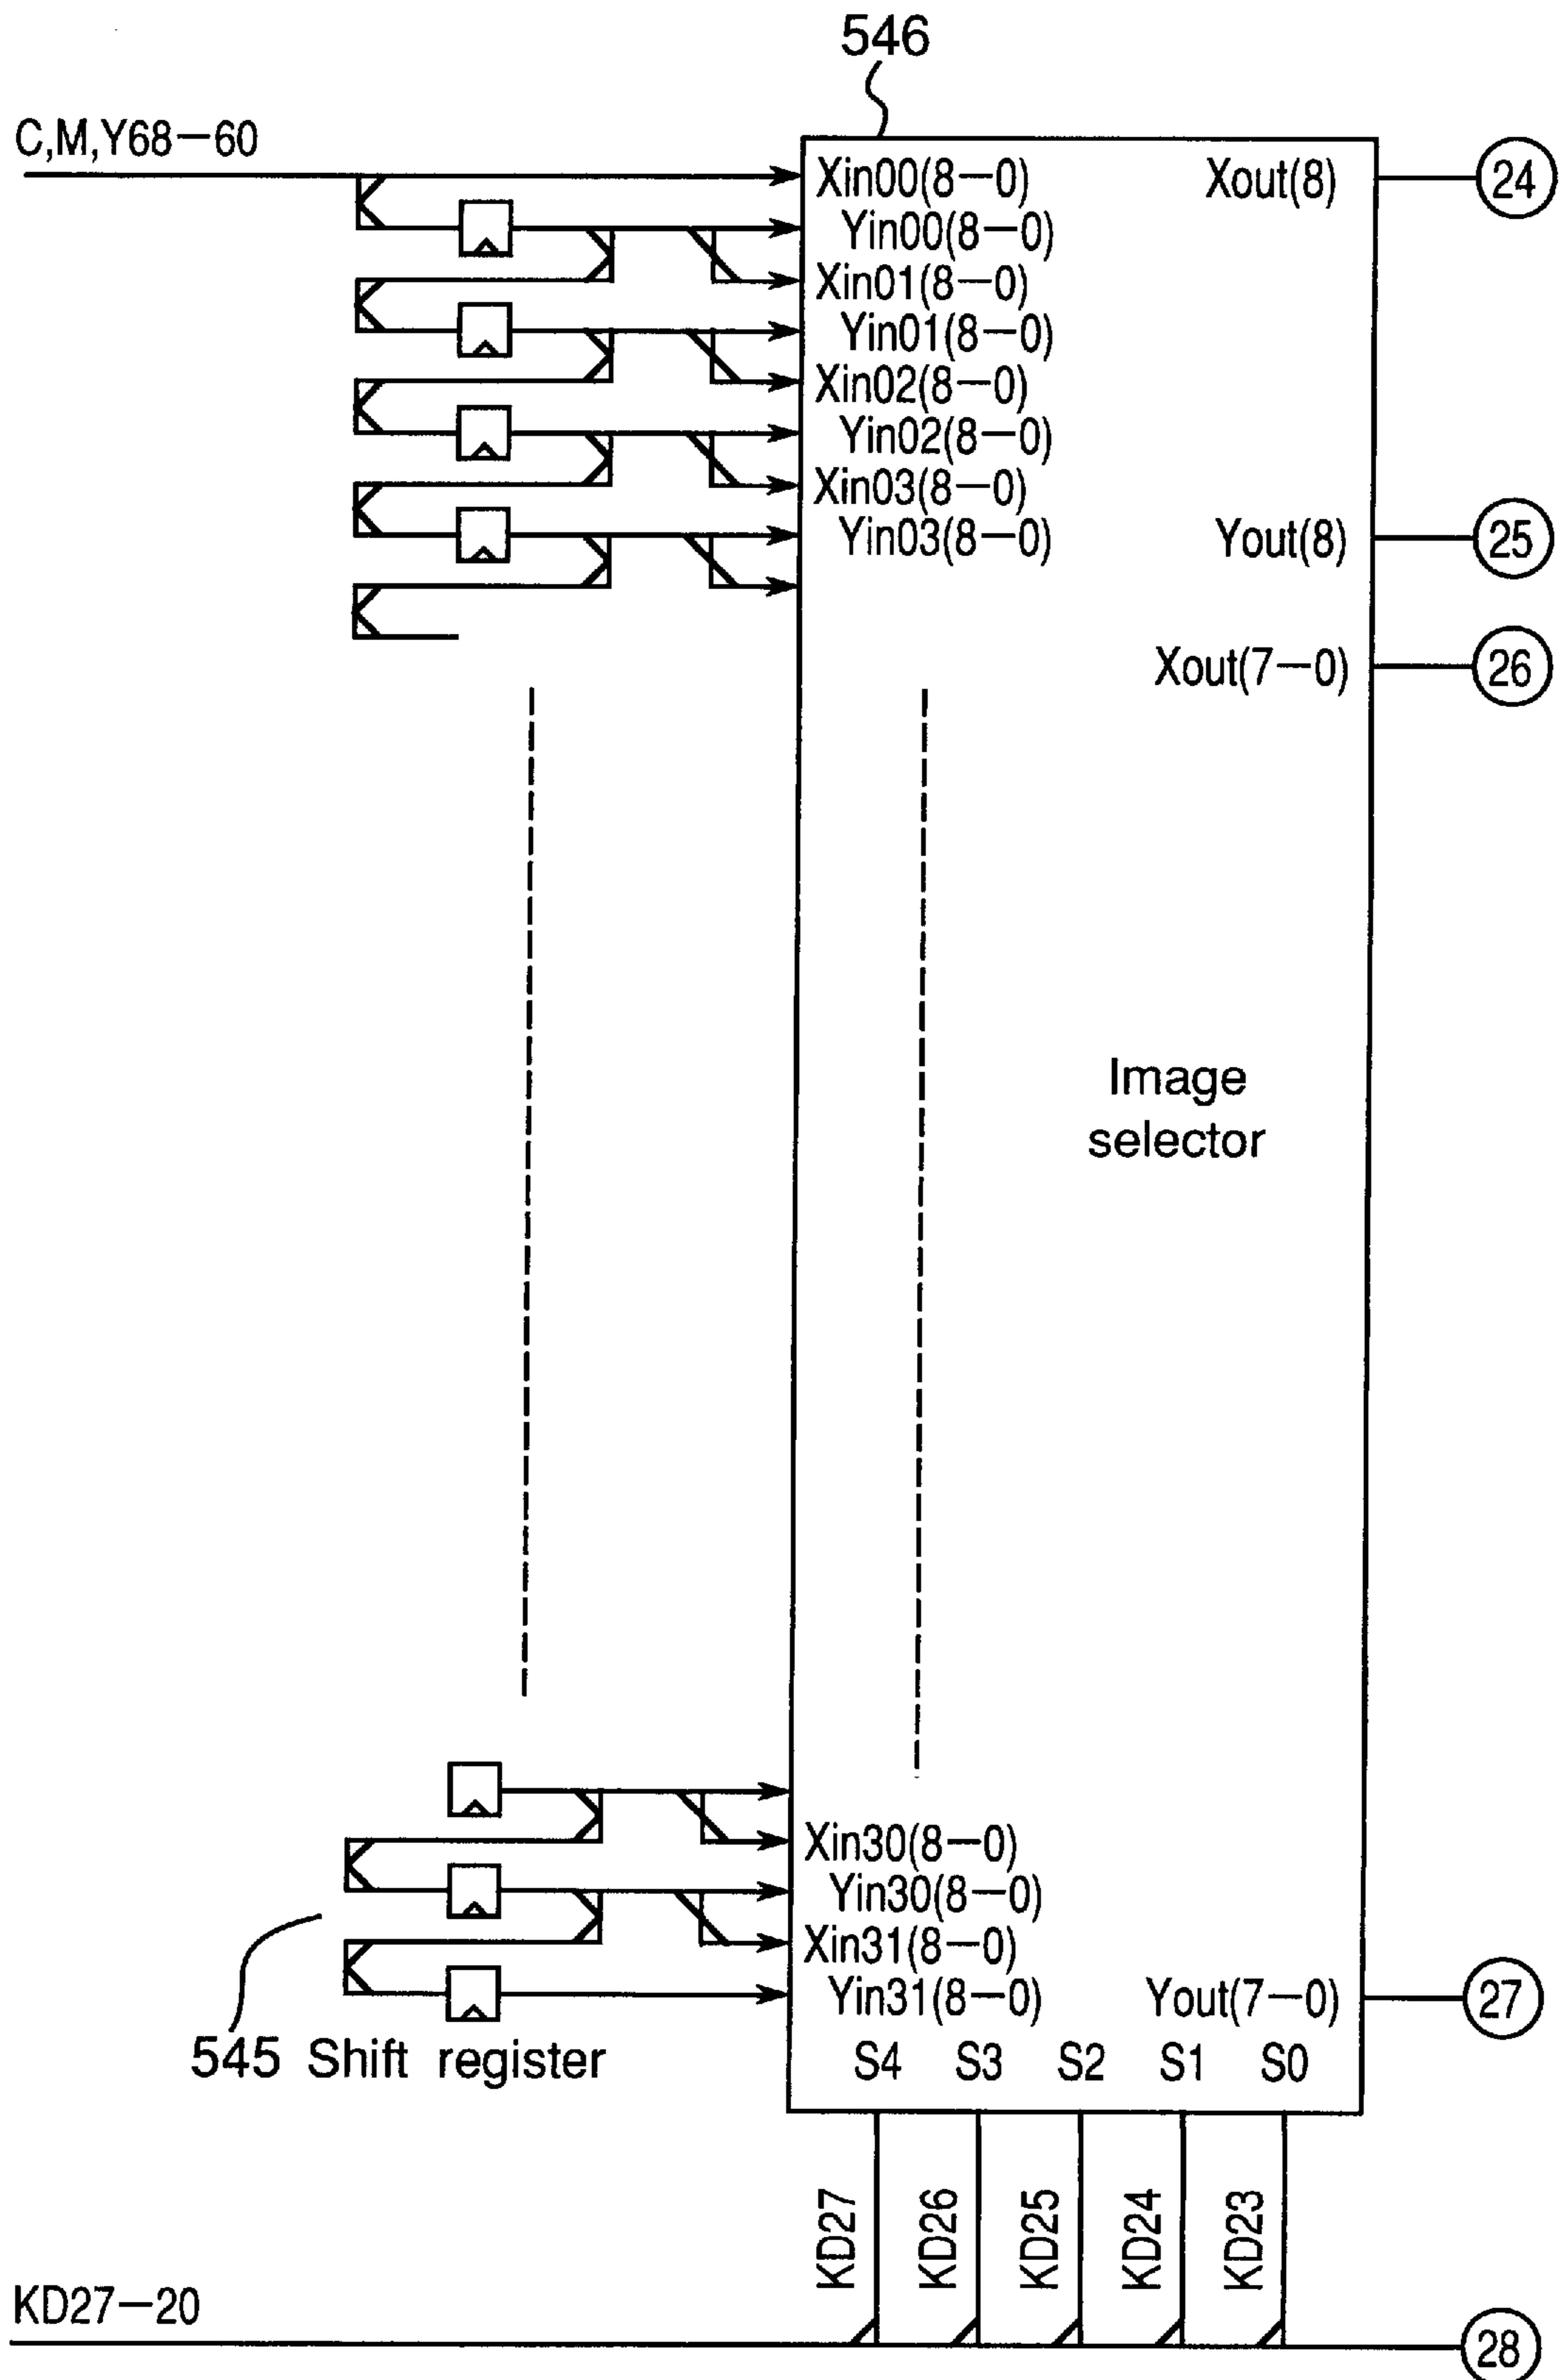 546
C,M,Y68—60
Xin00(8—0) Xout(8) 24
Yin00(8—0)
Xin01(8—0)
Yin01(8—0)
Xin02(8—0)
Yin02(8—0)
Xin03(8—0)
Yin03(8—0) Yout(8) 25
Xout(7—0) 26
Image
selector
Xin30(8—0)
Yin30(8—0)
Xin31(8—0)
Yin31(8—0) Yout(7—0) 27
545 Shift register
S4 S3 S2 S1 S0
KD27 KD26 KD25 KD24 KD23
KD27—20
28